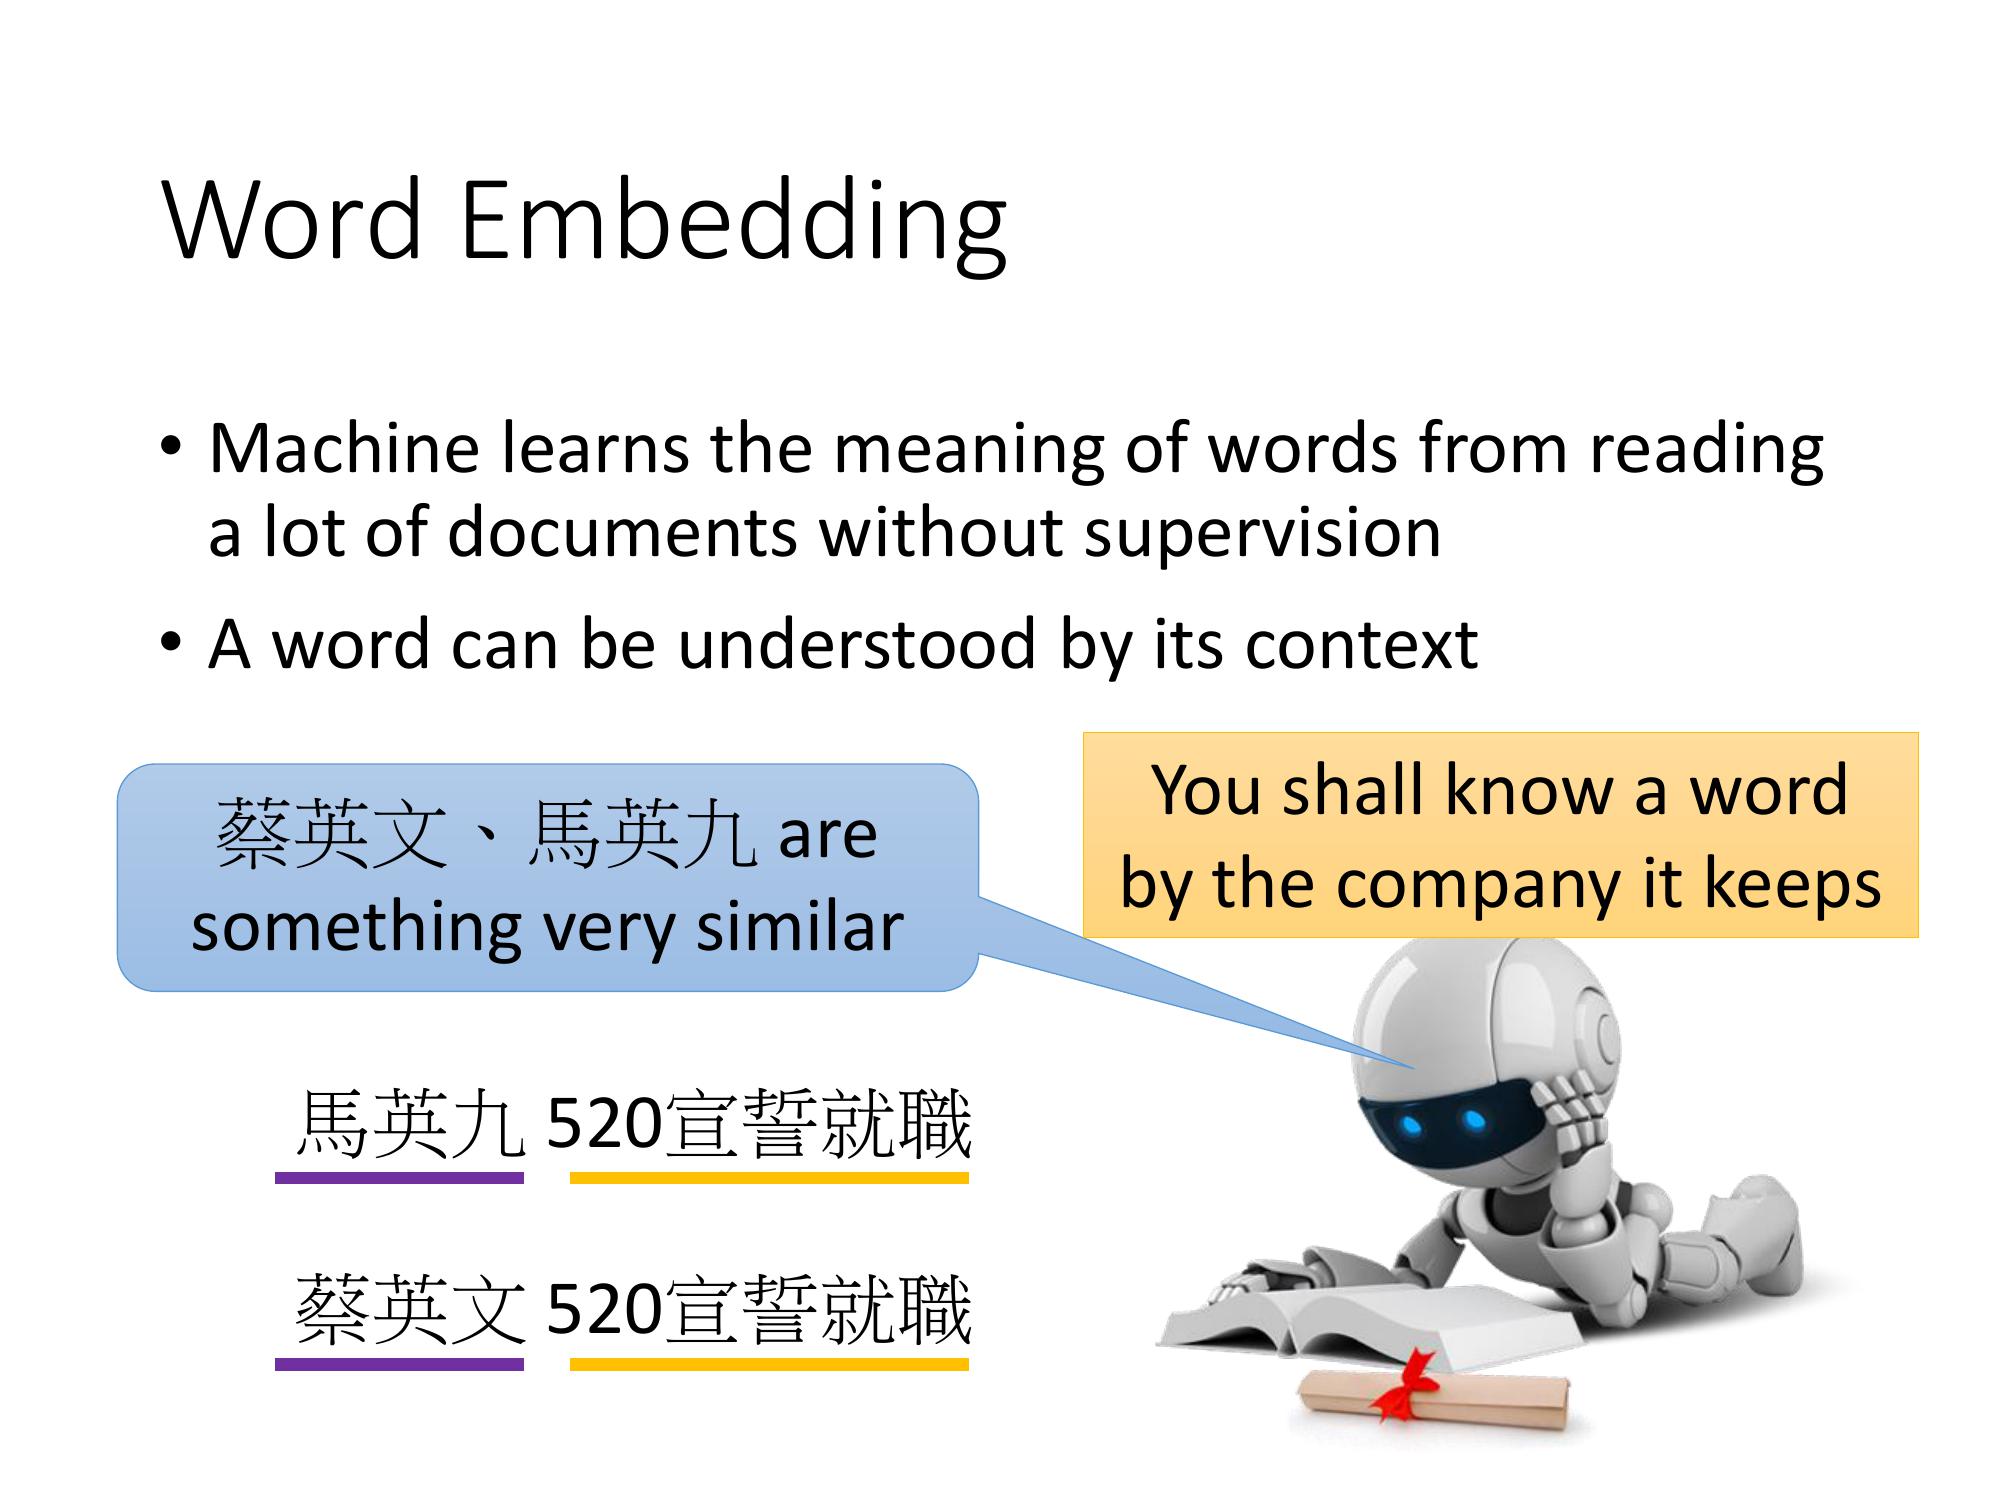 Word Embedding
• Machine learns the meaning of words from reading
a lot of documents without supervision
• A word can be understood by its context
蔡英文、馬英九 are
something very similar
You shall know a word
by the company it keeps
馬英九 520宣誓就職
蔡英文 520宣誓就職